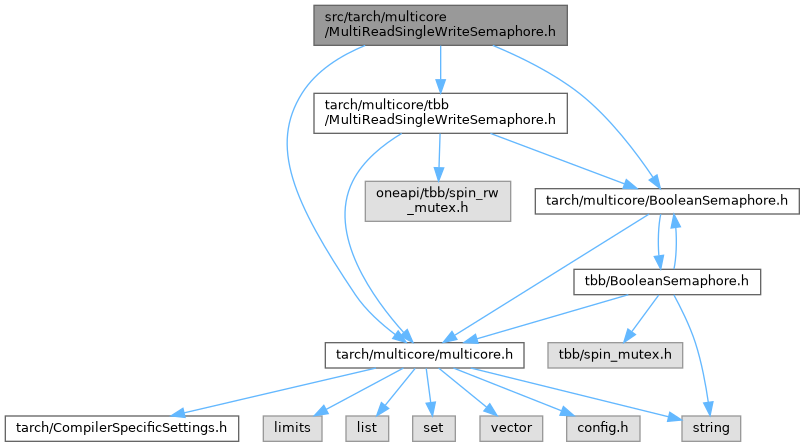 src/tarch/multicore
/MultiReadSingleWriteSemaphore.h
tarch/multicore/tbb
/MultiReadSingleWriteSemaphore.h
oneapi/tbb/spin_rw
_mutex.h
tarch/multicore/BooleanSemaphore.h
tbb/BooleanSemaphore.h
tarch/multicore/multicore.h
tbb/spin_mutex.h
tarch/CompilerSpecificSettings.h
limits
list
set
vector
config.h
string